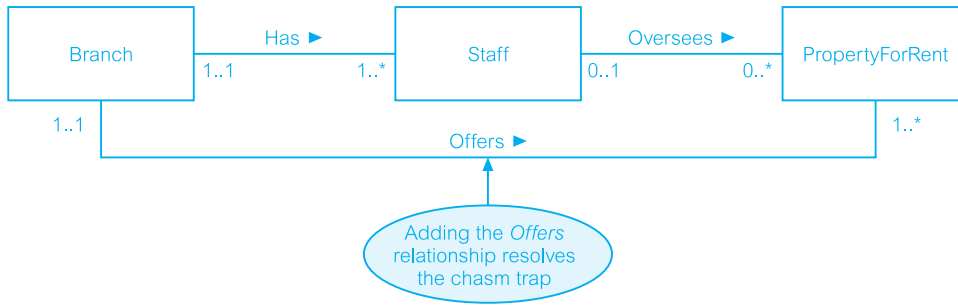 Has ►
Oversees ►
Branch
Staff
PropertyForRent
1..1
1..*
0..1
0..*
1..1
1..*
Offers ►
Adding the Offers
relationship resolves
the chasm trap